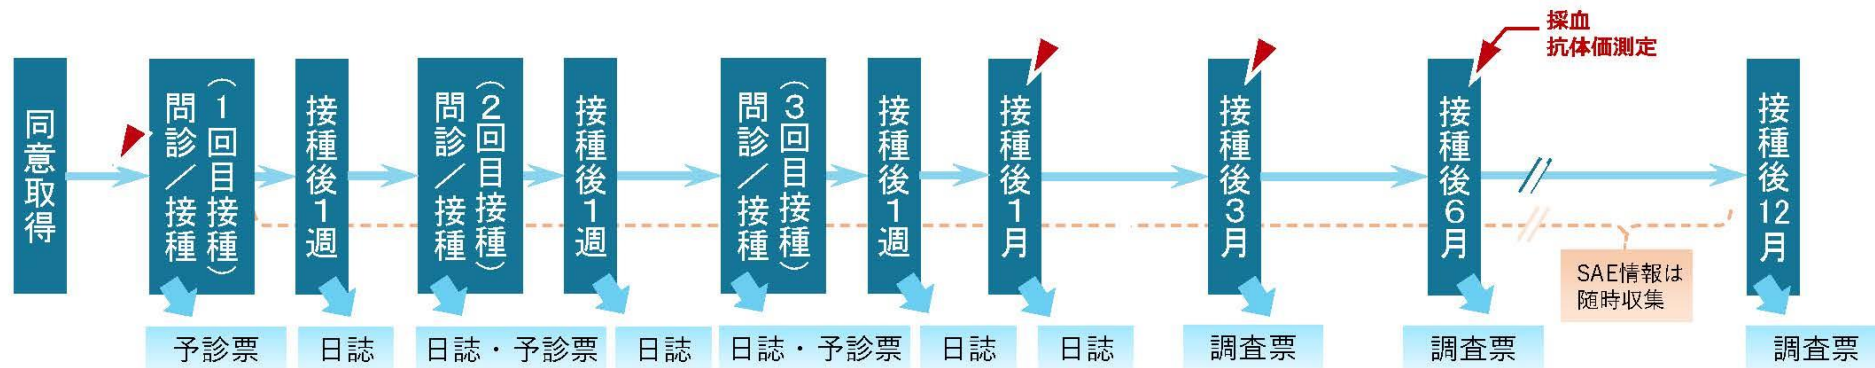 採血
抗体価測定
同意取得
（1回目接種）
問診／接種
接種後1週
（2回目接種）
問診／接種
接種後1週
（3回目接種）
問診／接種
接種後1週
接種後1月
接種後3月
接種後6月
接種後12月
SAE情報は
随時収集
予診票
日誌
日誌・予診票
日誌
日誌・予診票
日誌
日誌
調査票
調査票
調査票